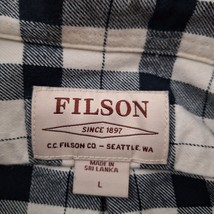 FILSON
SINCE 1897
C.C. FILSON CO. – SEATTLE, WA
MADE IN
SRI LANKA
L